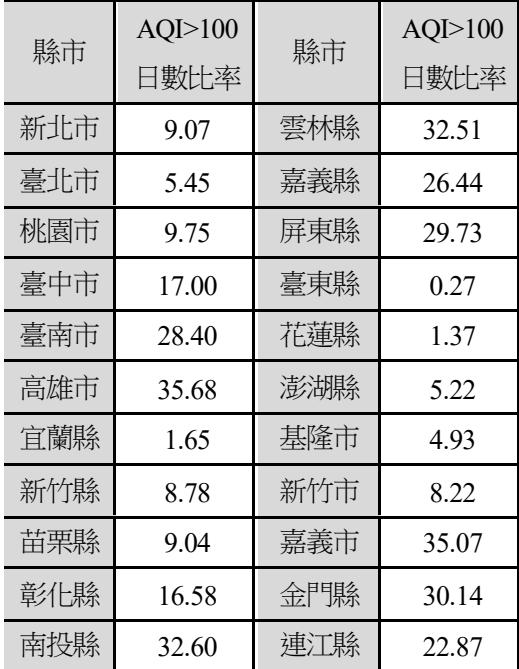 縣市 AQI>100 日數比率 縣市 AQI>100 日數比率
新北市 9.07 雲林縣 32.51
臺北市 5.45 嘉義縣 26.44
桃園市 9.75 屏東縣 29.73
臺中市 17.00 臺東縣 0.27
臺南市 28.40 花蓮縣 1.37
高雄市 35.68 澎湖縣 5.22
宜蘭縣 1.65 基隆市 4.93
新竹縣 8.78 新竹市 8.22
苗栗縣 9.04 嘉義市 35.07
彰化縣 16.58 金門縣 30.14
南投縣 32.60 連江縣 22.87